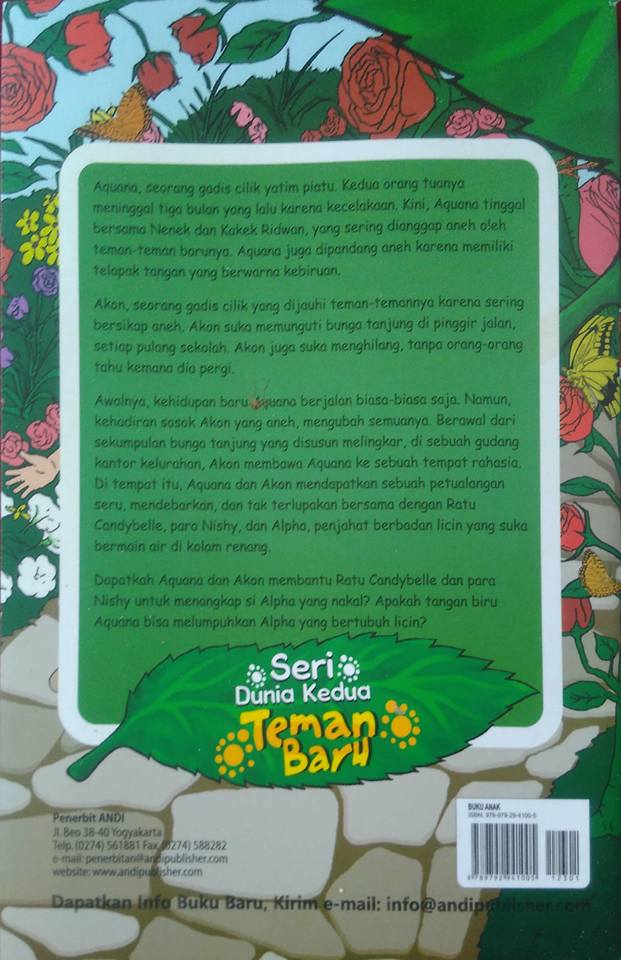 Aquana, seorang gadis cilik yatim piatu. Kedua orang tuanya
meninggal tiga bulan yang lalu karena kecelakaan. Kini, Aquana tinggal
bersama Nenek dan Kakek Ridwan, yang sering dianggap aneh oleh
teman-teman barunya. Aquana juga dipandang aneh karena memiliki
telapak tangan yang berwarna kebiruan.
Akon, seorang gadis cilik yang dijauhi teman-temannya karena sering
bersikap aneh. Akon suka memunguti bunga tanjung di pinggir jalan,
setiap pulang sekolah. Akon juga suka menghilang, tanpa orang-orang
tahu kemana dia pergi.
Awalnya, kehidupan baru Aquana berjalan biasa-biasa saja. Namun,
kehadiran sosok Akon yang aneh, mengubah semuanya. Berawal dari
sekumpulan bunga tanjung yang disusun melingkar, di sebuah gudang
kantor kelurahan, Akon membawa Aquana ke sebuah tempat rahasia.
Di tempat itu, Aquana dan Akon mendapatkan sebuah petualangan
seru, mendebarkan, dan tak terlupakan bersama dengan Ratu
Candybelle, para Nishy, dan Alpha, penjahat berbadan licin yang suka
bermain air di kolam renang.
Dapatkah Aquana dan Akon membantu Ratu Candybelle dan para
Nishy untuk menangkap si Alpha yang nakal? Apakah tangan biru
Aquana bisa melumpuhkan Alpha yang bertubuh licin?
Seri
Dunia Kedua
Teman
Baru
Penerbit ANDI
Jl. Beo 38-40 Yogyakarta
Telp. (0274) 561881 Fax. (0274) 588282
e-mail: penerbitan@andipublisher.com
website: www.andipublisher.com
BUKU ANAK
ISBN. 978-979-29-4100-5
9 789792 941005 12301
Dapatkan Info Buku Baru, Kirim e-mail: info@andipublisher.com